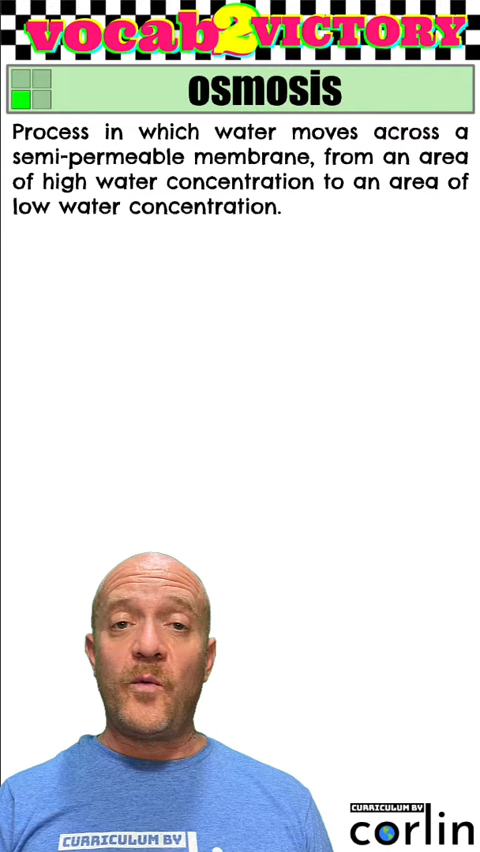 vocab2VICTORY
osmosis
Process in which water moves across a
semi-permeable membrane, from an area
of high water concentration to an area of
low water concentration.
CURRICULUM BY
CURRICULUM BY
corlin